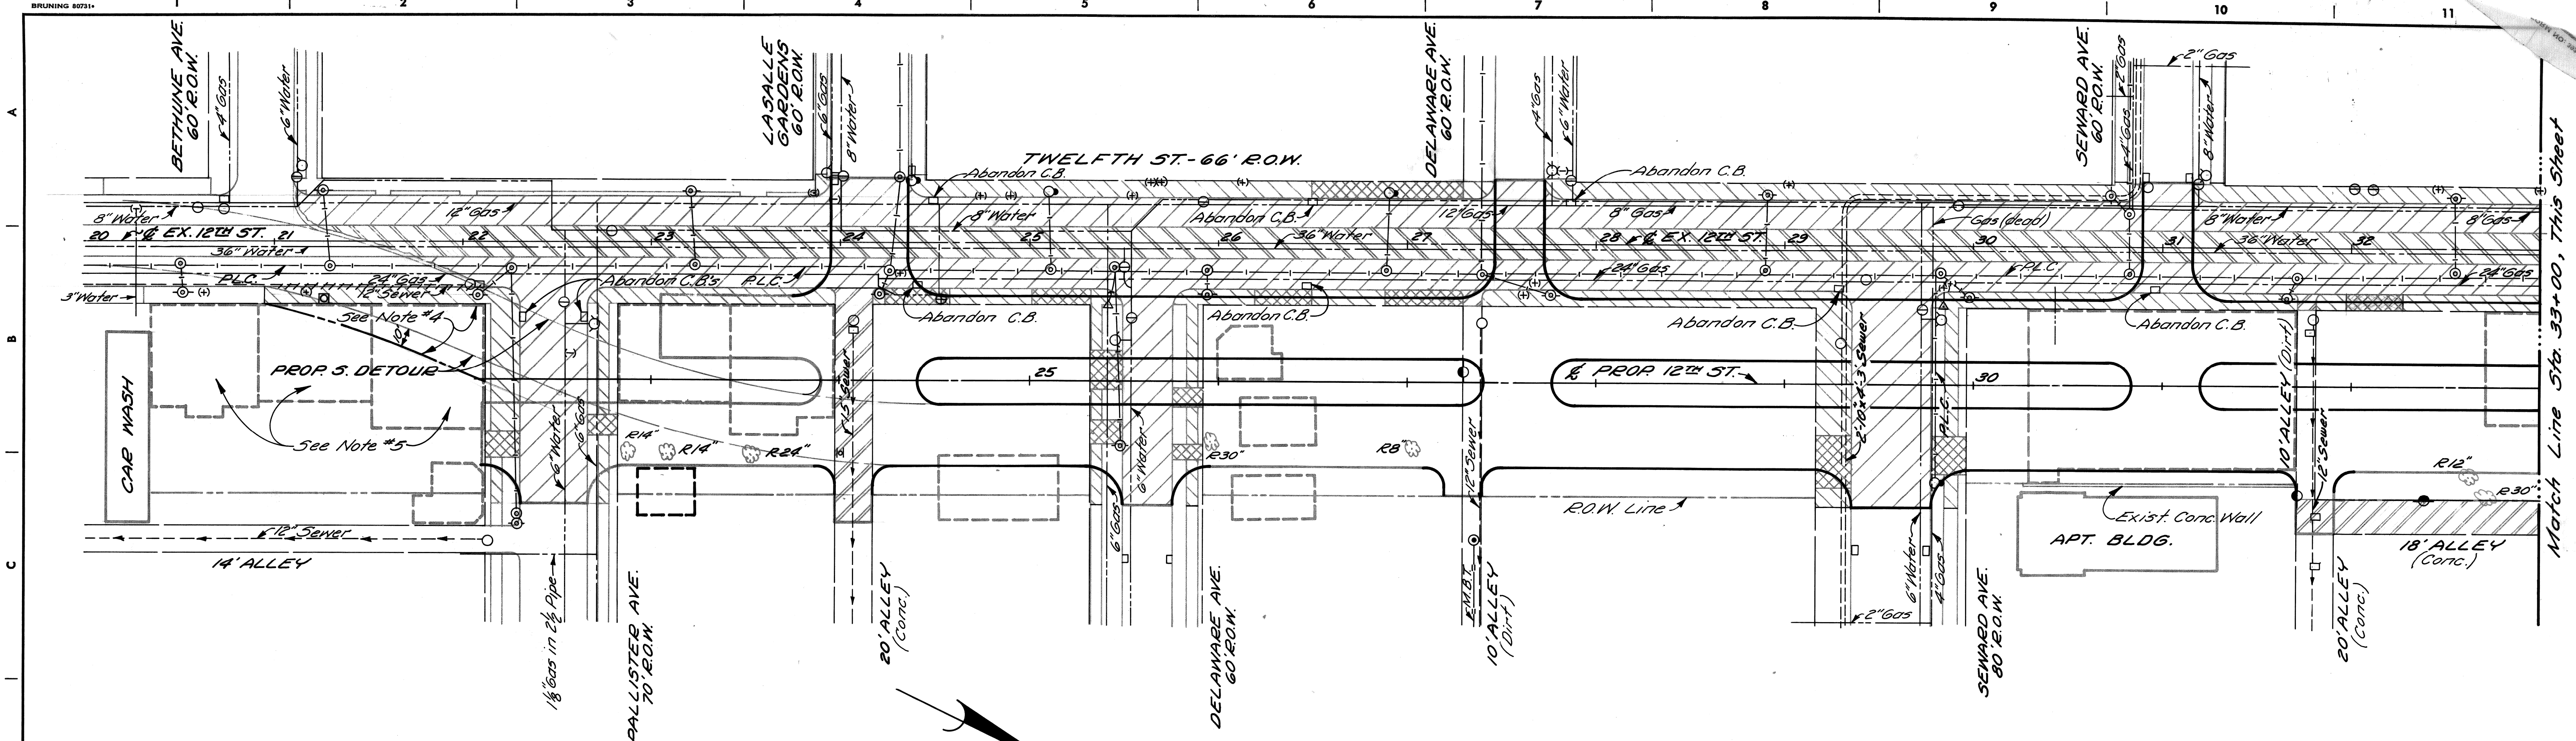 BRUNING 80731
1 2 3 4 5 6 7 8 9 10 11
A
B
C
BETHUNE AVE.
60' R.O.W.
4" Gas
6" Water
LASALLE
GARDENS
60' R.O.W.
6" Gas
8" Water
DELAWARE AVE.
60' R.O.W.
4" Gas
6" Water
SEWARD AVE.
60' R.O.W.
2" Gas
4" Gas
2" Gas
8" Water
TWELFTH ST. - 66' R.O.W.
Abandon C.B.
Abandon C.B.
8" Water
12" Gas
8" Water
Abandon C.B.
12" Gas
8" Gas
Gas (dead)
8" Water
8" Gas
20 ℄ EX. 12TH ST. 21 22 23 24 25 26 27 28 ℄ EX. 12TH ST. 29 30 31 32
36" Water
36" Water
36" Water
P.L.C.
24" Gas
12" Sewer
Abandon C.B.'s
P.L.C.
24" Gas
P.L.C.
24" Gas
3" Water
See Note #4
Abandon C.B.
Abandon C.B.
Abandon C.B.
Abandon C.B.
10'
PROP. S. DETOUR
CAR WASH
See Note #5
25
℄ PROP. 12TH ST.
30
15" Sewer
2'-10" x 4'-3" Sewer
P.L.C.
10' ALLEY (Dirt)
12" Sewer
6" Water
6" Gas
R14"
R14"
R24"
R30"
R8"
R12"
R30"
6" Water
6" Gas
12" Sewer
M.B.T.
R.O.W. Line
Exist. Conc. Wall
APT. BLDG.
12" Sewer
14' ALLEY
1⅛" Gas in 2½ Pipe
PALLISTER AVE.
70' R.O.W.
20' ALLEY
(Conc.)
DELAWARE AVE.
60' R.O.W.
10' ALLEY
(Dirt)
6" Water
4" Gas
2" Gas
SEWARD AVE.
80' R.O.W.
20' ALLEY
(Conc.)
18' ALLEY
(Conc.)
Match Line Sta. 33+00, This Sheet